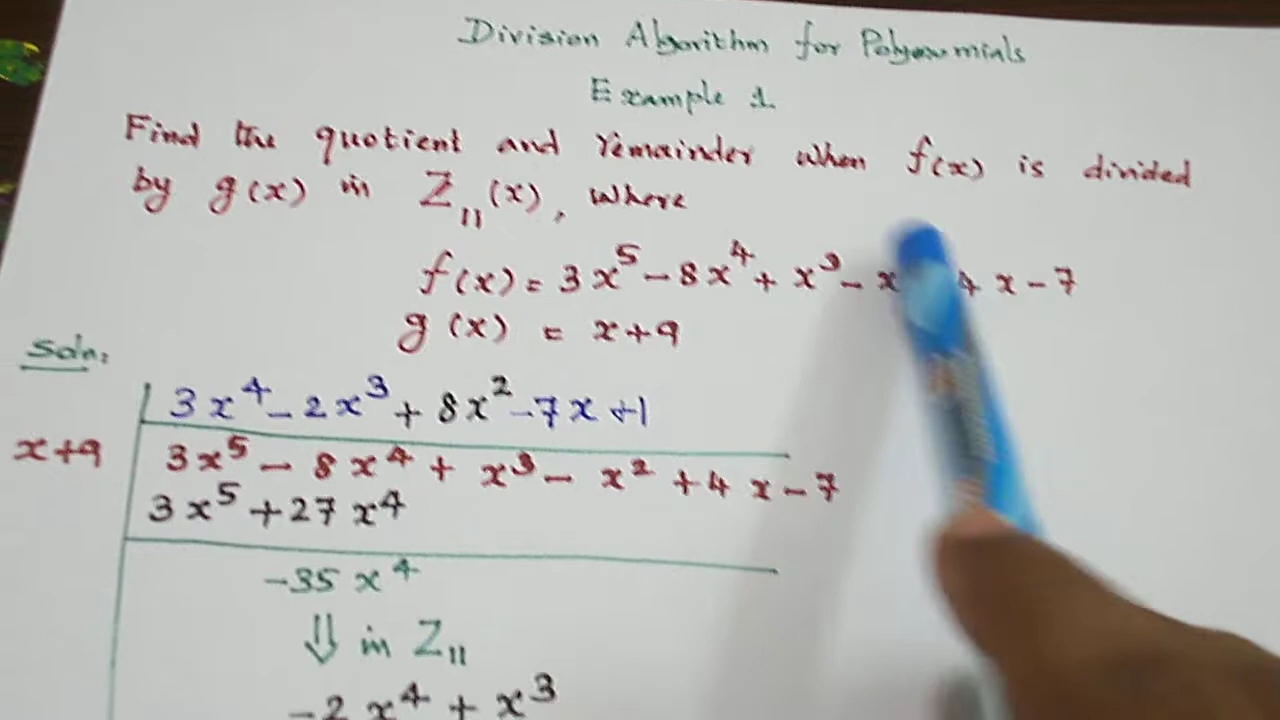 Division Algorithm for Polynomials
Example 1.
Find the quotient and remainder when f(x) is divided
by g(x) in Z₁₁(x), where
f(x) = 3x⁵ - 8x⁴ + x³ - x 4x - 7
g(x) = x+9
Soln:
3x⁴ - 2x³ + 8x² - 7x + 1
x+9 3x⁵ - 8x⁴ + x³ - x² + 4x - 7
3x⁵ + 27x⁴
-35x⁴
⇓ in Z₁₁
-2x⁴ + x³